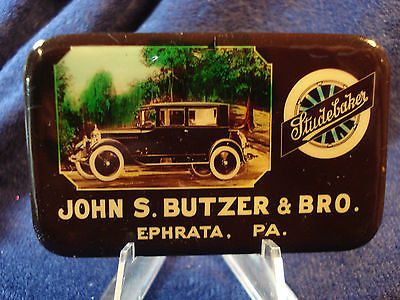 Studebaker
JOHN S. BUTZER & BRO.
EPHRATA, PA.